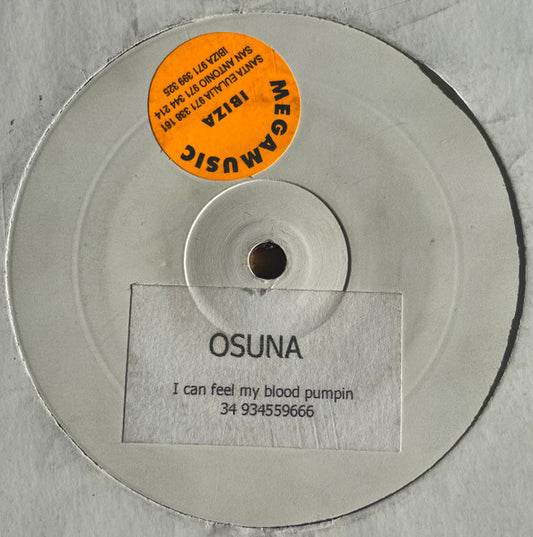 MEGAMUSIC
IBIZA
SANTA EULALIA 971 338 161
SAN ANTONIO 971 344 214
IBIZA 971 399 325
OSUNA
I can feel my blood pumpin
34 934559666